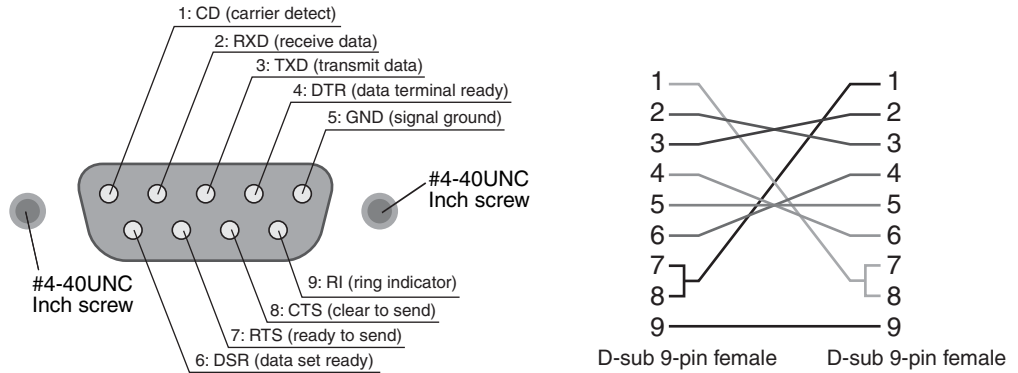 1: CD (carrier detect)
2: RXD (receive data)
3: TXD (transmit data)
4: DTR (data terminal ready)
5: GND (signal ground)
#4-40UNC
Inch screw
#4-40UNC
Inch screw
9: RI (ring indicator)
8: CTS (clear to send)
7: RTS (ready to send)
6: DSR (data set ready)
1 1
2 2
3 3
4 4
5 5
6 6
7 7
8 8
9 9
D-sub 9-pin female D-sub 9-pin female